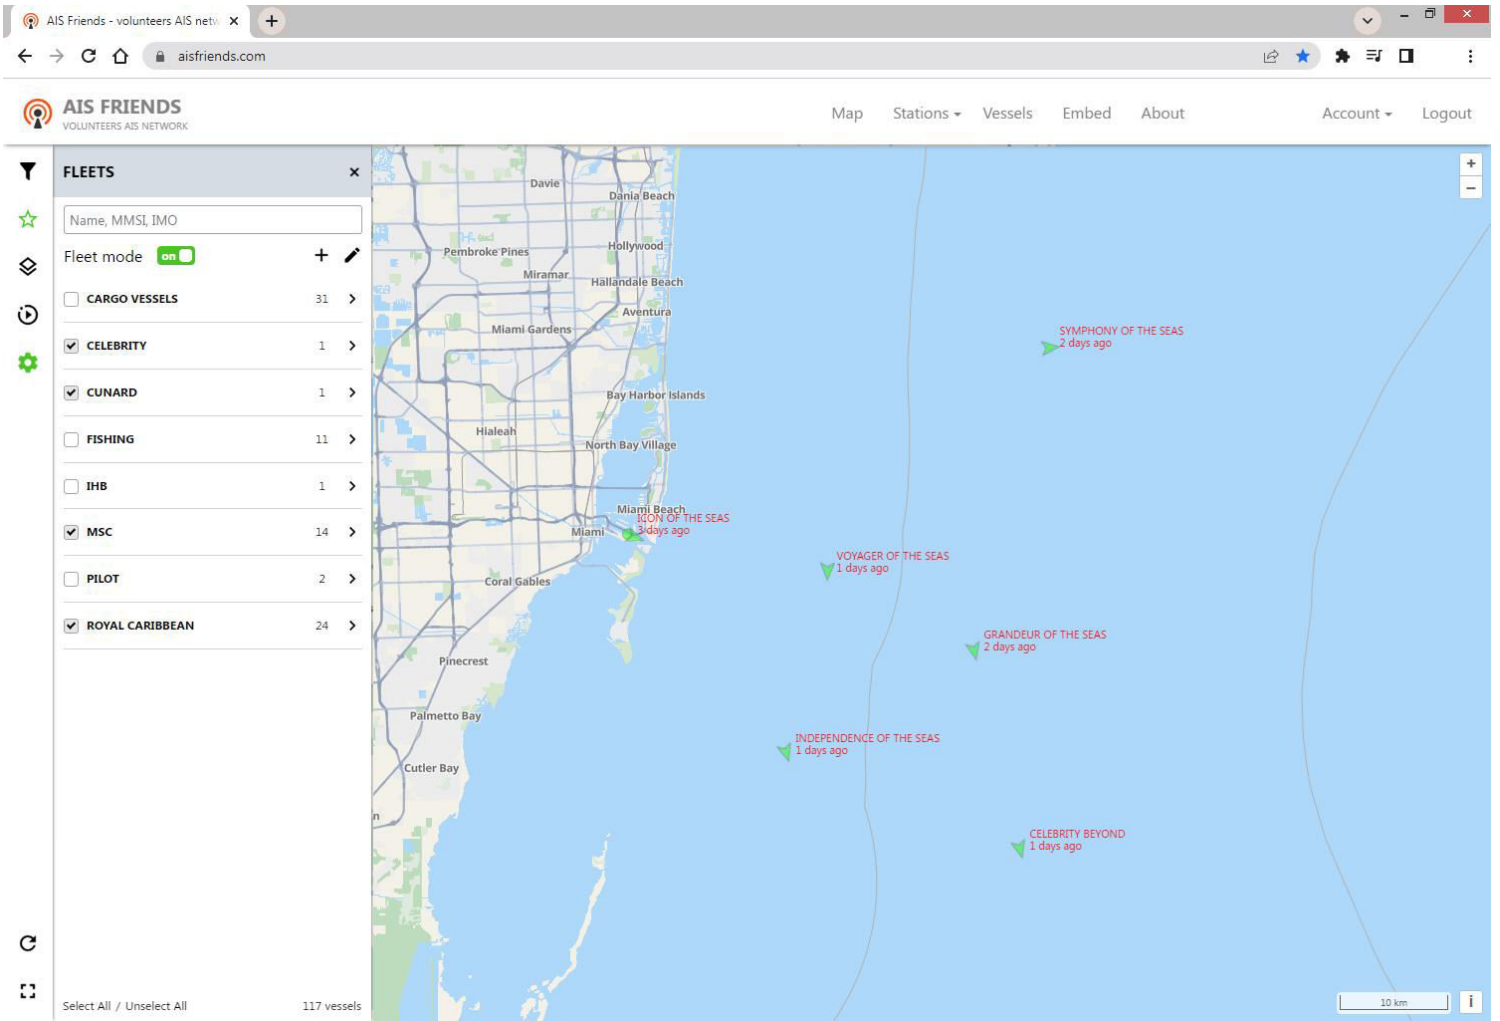 AIS Friends - volunteers AIS netw
aisfriends.com
AIS FRIENDS
VOLUNTEERS AIS NETWORK
Map
Stations
Vessels
Embed
About
Account
Logout
FLEETS
Name, MMSI, IMO
Fleet mode on
CARGO VESSELS 31
CELEBRITY 1
CUNARD 1
FISHING 11
IHB 1
MSC 14
PILOT 2
ROYAL CARIBBEAN 24
Select All / Unselect All 117 vessels
Davie
Dania Beach
Hollywood
Pembroke Pines
Miramar
Hallandale Beach
Aventura
Miami Gardens
SYMPHONY OF THE SEAS
2 days ago
Bay Harbor Islands
Hialeah
North Bay Village
Miami Beach
ICON OF THE SEAS
3 days ago
Miami
VOYAGER OF THE SEAS
1 days ago
Coral Gables
GRANDEUR OF THE SEAS
2 days ago
Pinecrest
Palmetto Bay
INDEPENDENCE OF THE SEAS
1 days ago
Cutler Bay
n
CELEBRITY BEYOND
1 days ago
10 km
i